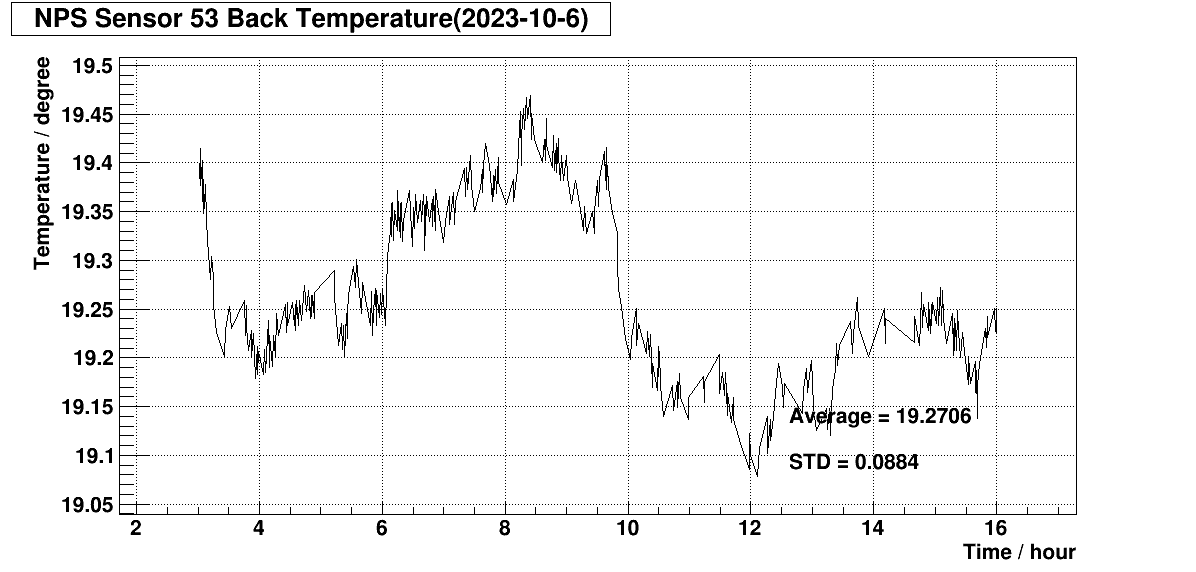 NPS Sensor 53 Back Temperature(2023-10-6)
Temperature / degree
19.5
19.45
19.4
19.35
19.3
19.25
19.2
19.15
19.1
19.05
Average = 19.2706
STD = 0.0884
2 4 6 8 10 12 14 16
Time / hour